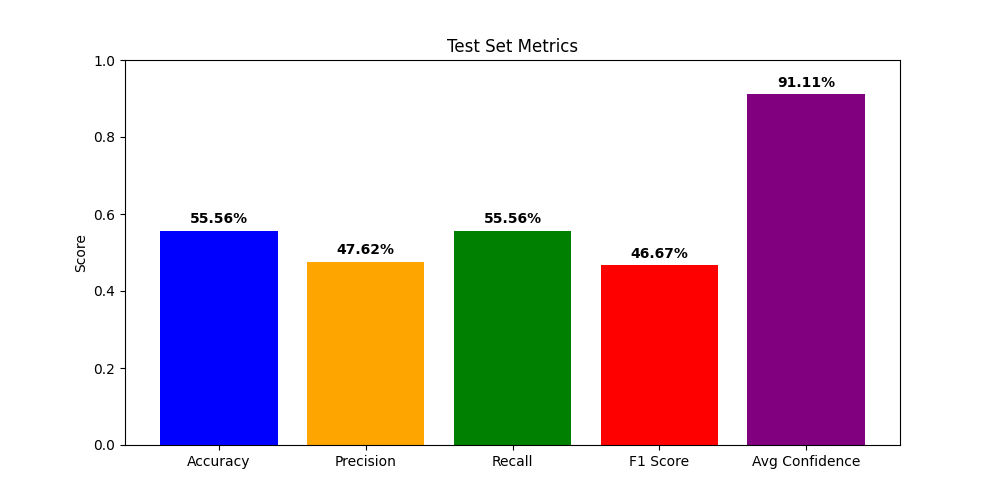 Test Set Metrics
Score
1.0
0.8
0.6
0.4
0.2
0.0
55.56%
47.62%
55.56%
46.67%
91.11%
Accuracy
Precision
Recall
F1 Score
Avg Confidence